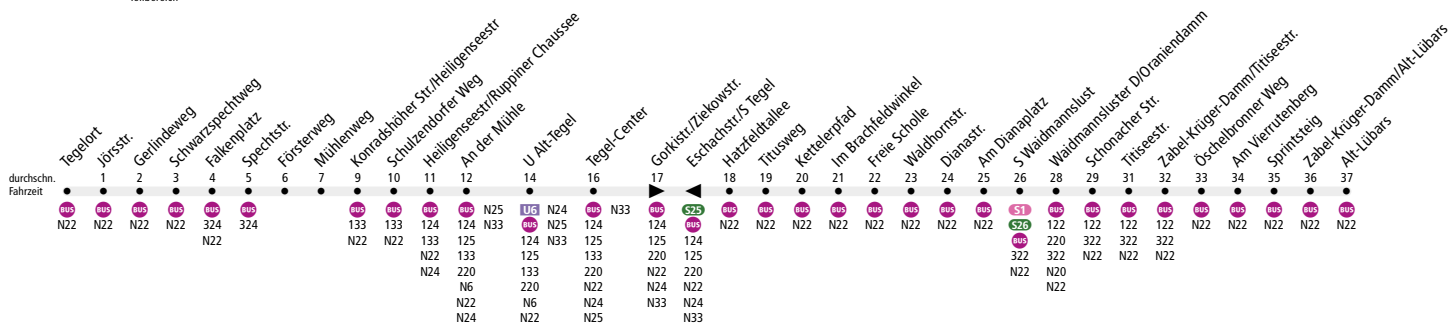 Tegelort
Jörsstr.
Gerlindeweg
Schwarzspechtweg
Falkenplatz
Spechtstr.
Försterweg
Mühlenweg
Konradshöher Str./Heiligenseestr
Schulzendorfer Weg
Heiligenseestr/Ruppiner Chaussee
An der Mühle
U Alt-Tegel
Tegel-Center
Gorkistr./Ziekowstr.
Eschachstr./S Tegel
Hatzfeldtallee
Titusweg
Kettelerpfad
Im Brachfeldwinkel
Freie Scholle
Waldhornstr.
Dianastr.
Am Dianaplatz
S Waidmannslust
Waidmannsluster D/Oraniendamm
Schonacher Str.
Titiseestr.
Zabel-Krüger-Damm/Titiseestr.
Öschelbronner Weg
Am Vierrutenberg
Sprintsteig
Zabel-Krüger-Damm/Alt-Lübars
Alt-Lübars
durchschn. 1 2 3 4 5 6 7 9 10 11 12 14 16 17 18 19 20 21 22 23 24 25 26 28 29 31 32 33 34 35 36 37
Fahrzeit
BUS BUS BUS BUS BUS BUS BUS BUS BUS BUS N25 U6 N24 BUS N33 BUS S25 BUS BUS BUS BUS BUS BUS BUS BUS S1 BUS BUS BUS BUS BUS BUS BUS BUS BUS
N22 N22 N22 N22 324 324 133 133 124 124 N33 BUS N25 124 124 BUS N22 N22 N22 N22 N22 N22 N22 N22 S26 122 122 122 122 N22 N22 N22 N22 N22
N22 N22 N22 133 125 124 N33 125 125 124 BUS 220 322 322 322
N22 133 125 133 220 125 322 322 N22 N22 N22
N24 220 133 220 N22 220 N22 N20
N6 220 N22 N24 N22 N22
N22 N6 N24 N33 N24
N24 N22 N25 N33